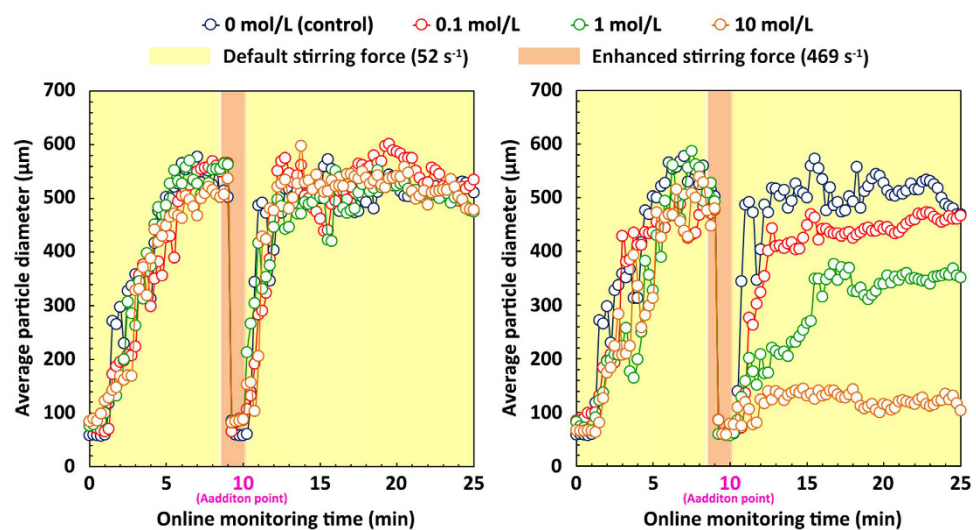 0 mol/L (control) 0.1 mol/L 1 mol/L 10 mol/L
Default stirring force (52 s⁻¹) Enhanced stirring force (469 s⁻¹)
Average particle diameter (μm)
700
600
500
400
300
200
100
0
0 5 10 15 20 25
(Aadditon point)
Online monitoring time (min)
Average particle diameter (μm)
700
600
500
400
300
200
100
0
0 5 10 15 20 25
(Aadditon point)
Online monitoring time (min)